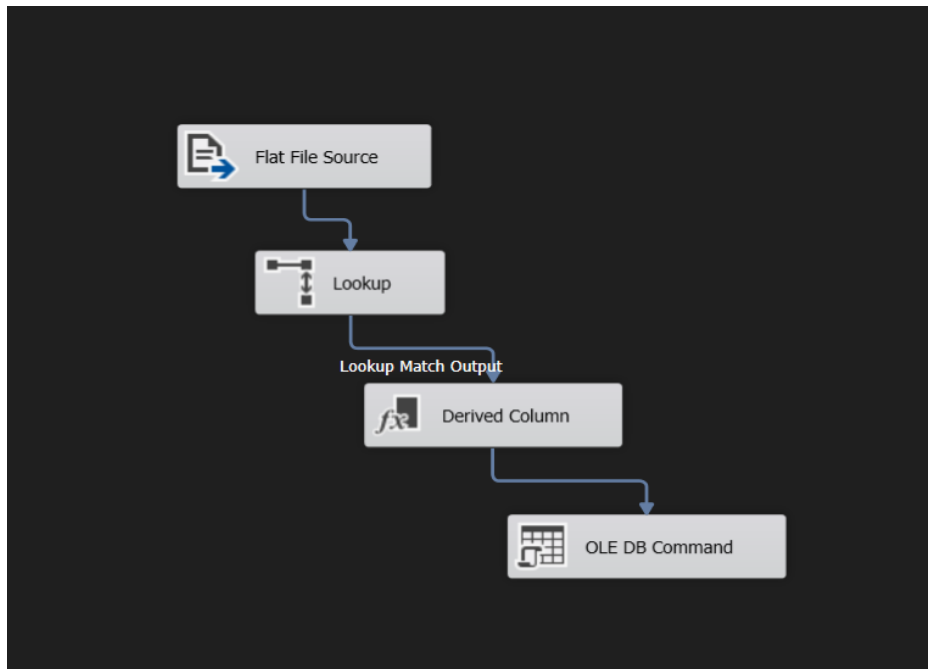 Flat File Source
Lookup
Lookup Match Output
Derived Column
OLE DB Command